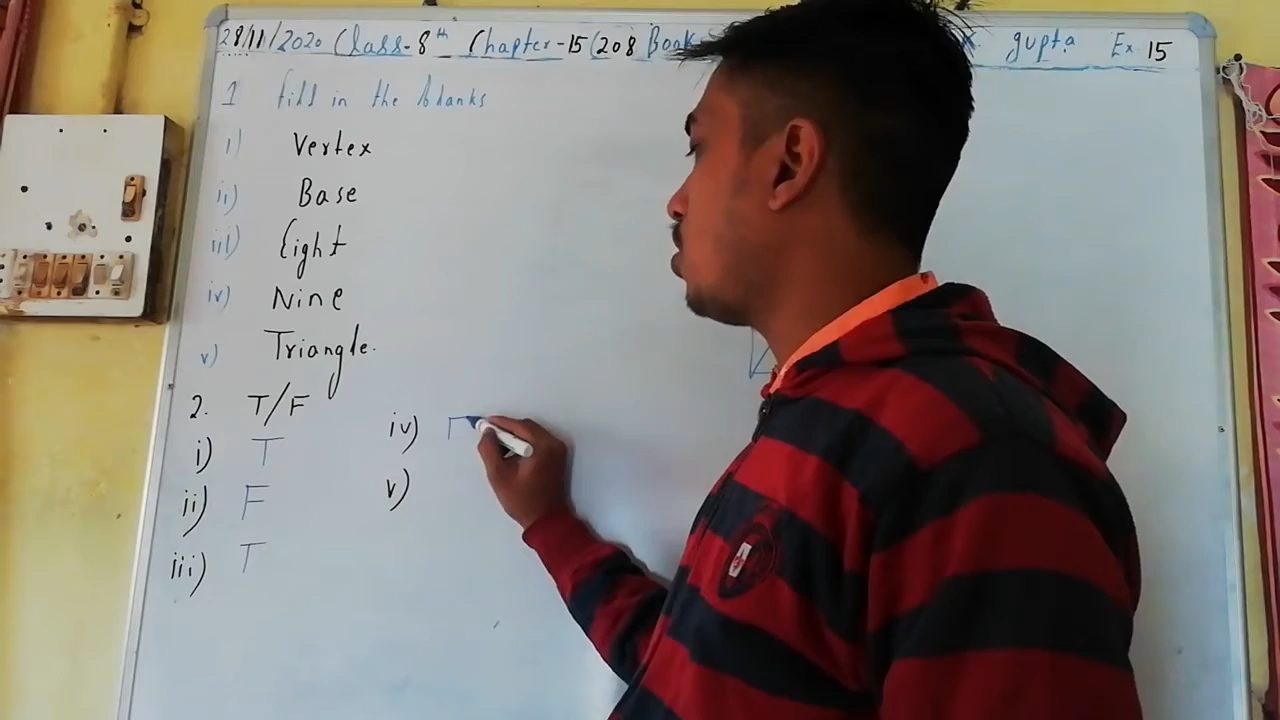 28/11/2020 Class-8th Chapter-15 (208 Book gupta Ex 15
1 fill in the blanks
i) Vertex
ii) Base
iii) Eight
iv) Nine
v) Triangle.
2. T/F
i) T
ii) F
iii) T
iv)
v)